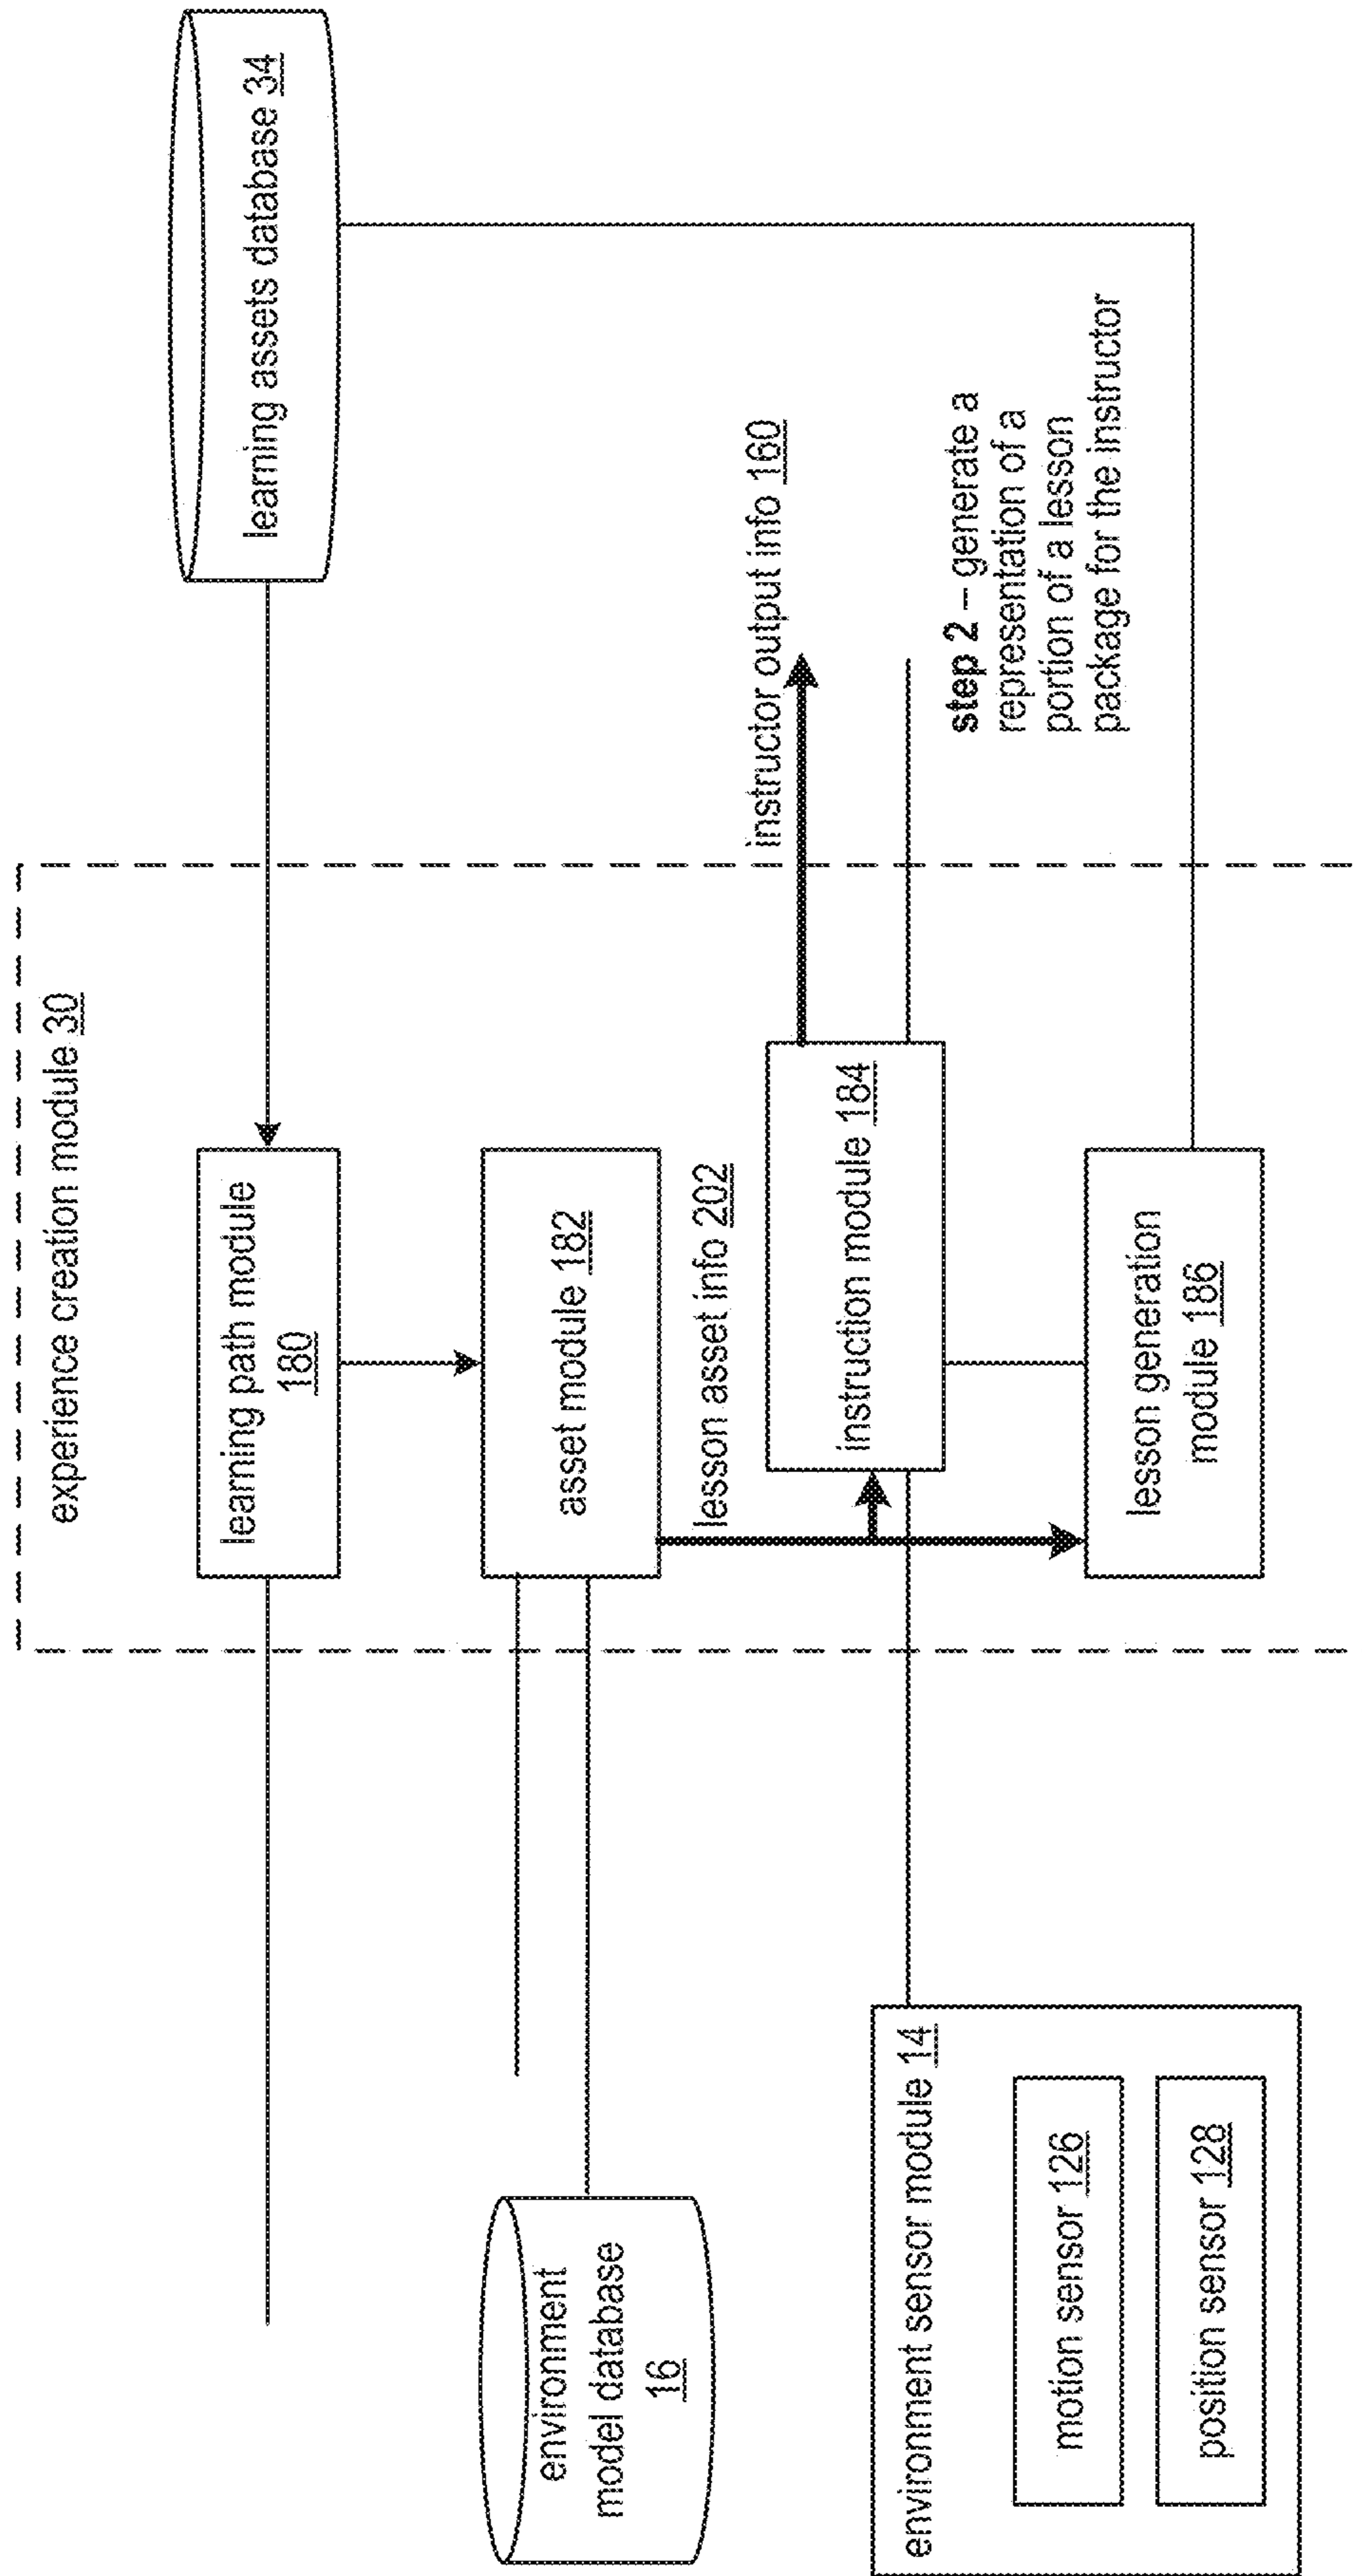 experience creation module 30
learning assets database 34
learning path module
180
environment
model database
16
asset module 182
lesson asset info 202
instructor output info 160
instruction module 184
environment sensor module 14
motion sensor 126
position sensor 128
step 2 – generate a
representation of a
portion of a lesson
package for the instructor
lesson generation
module 186